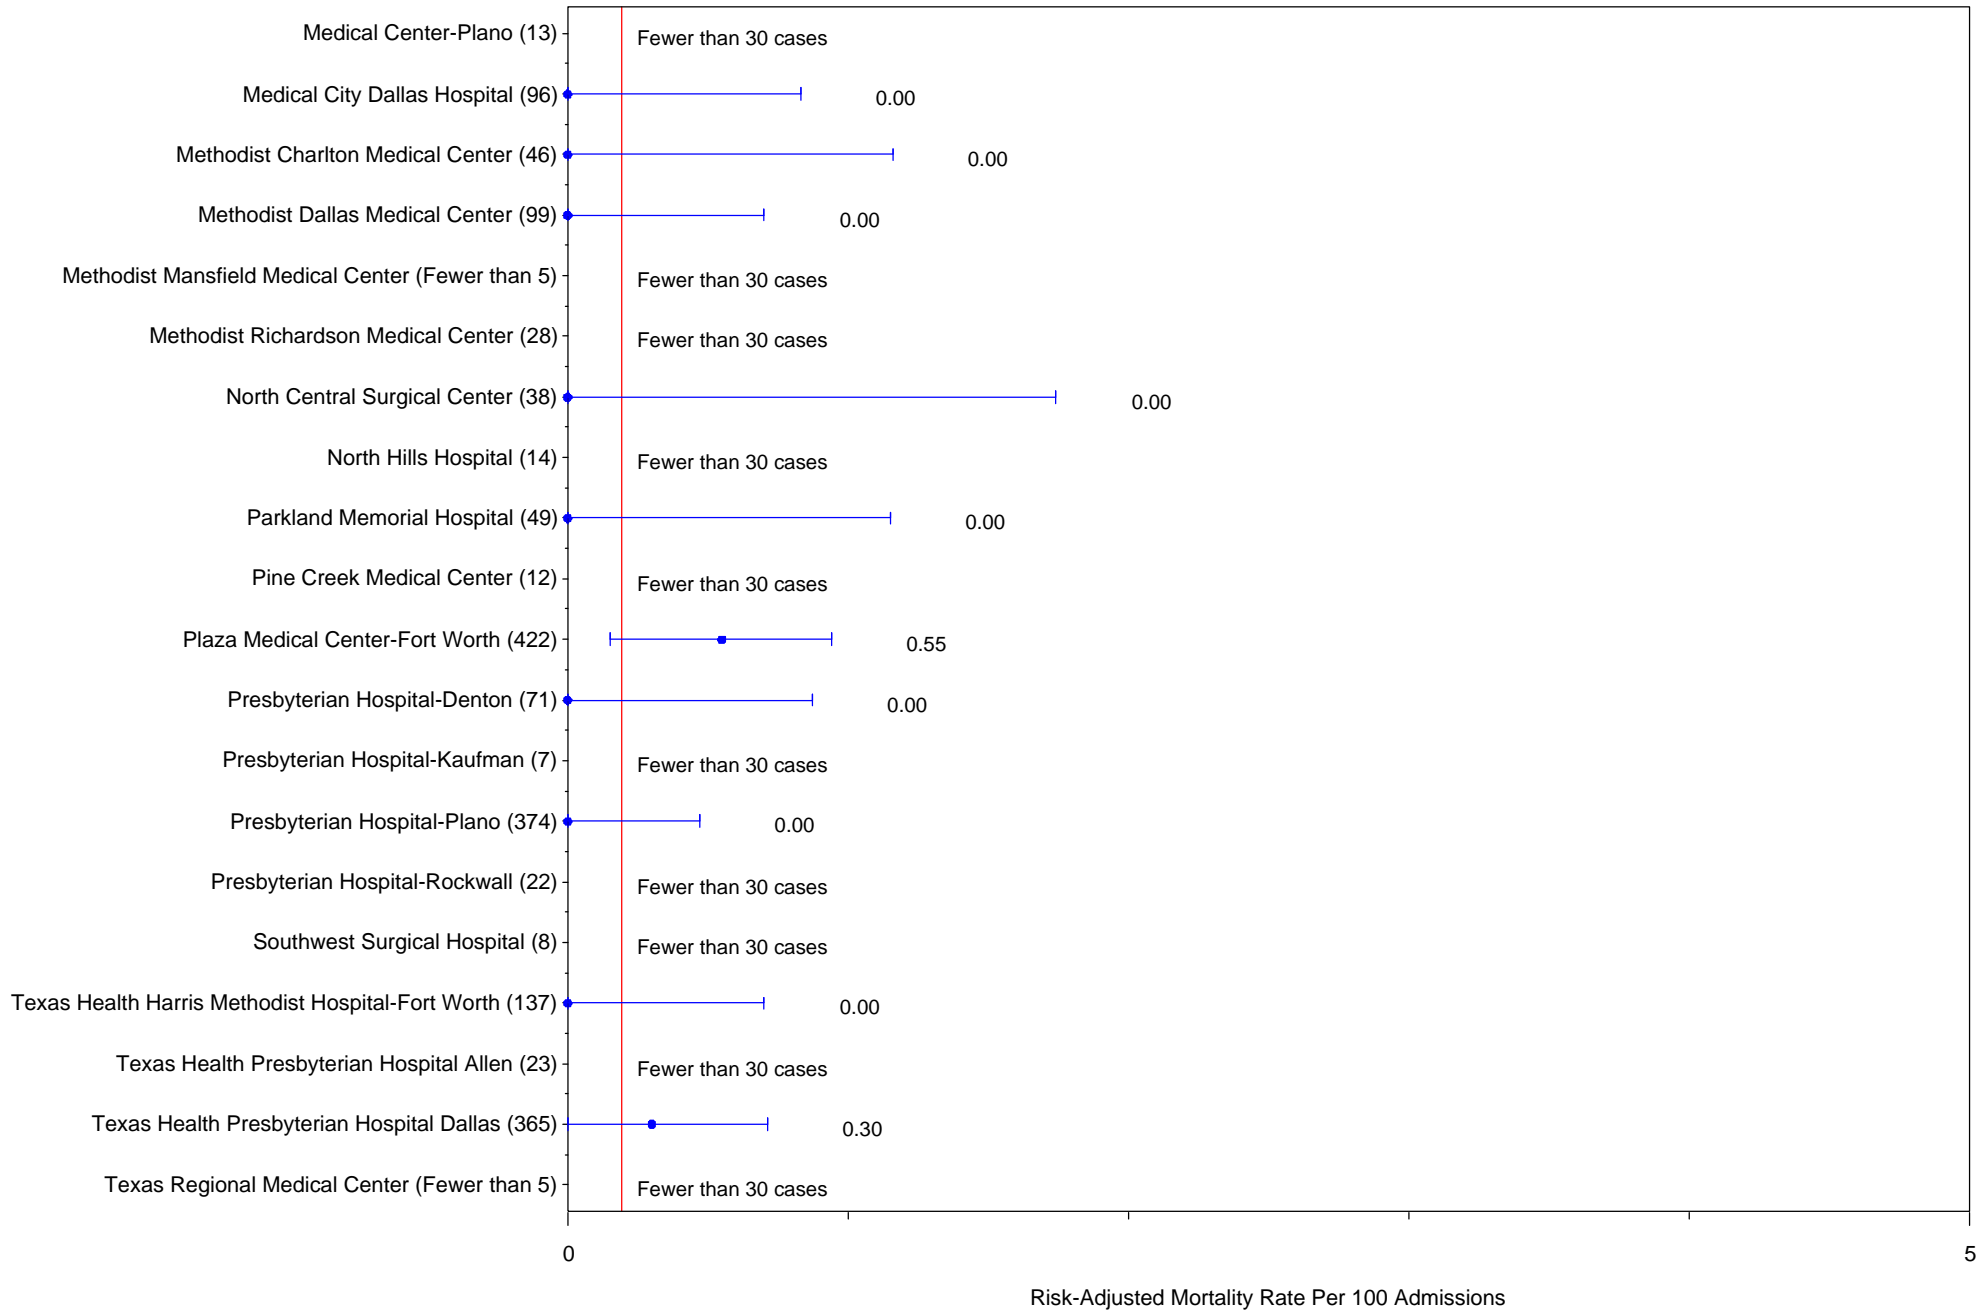 Medical Center-Plano (13) Fewer than 30 cases
Medical City Dallas Hospital (96) 0.00
Methodist Charlton Medical Center (46) 0.00
Methodist Dallas Medical Center (99) 0.00
Methodist Mansfield Medical Center (Fewer than 5) Fewer than 30 cases
Methodist Richardson Medical Center (28) Fewer than 30 cases
North Central Surgical Center (38) 0.00
North Hills Hospital (14) Fewer than 30 cases
Parkland Memorial Hospital (49) 0.00
Pine Creek Medical Center (12) Fewer than 30 cases
Plaza Medical Center-Fort Worth (422) 0.55
Presbyterian Hospital-Denton (71) 0.00
Presbyterian Hospital-Kaufman (7) Fewer than 30 cases
Presbyterian Hospital-Plano (374) 0.00
Presbyterian Hospital-Rockwall (22) Fewer than 30 cases
Southwest Surgical Hospital (8) Fewer than 30 cases
Texas Health Harris Methodist Hospital-Fort Worth (137) 0.00
Texas Health Presbyterian Hospital Allen (23) Fewer than 30 cases
Texas Health Presbyterian Hospital Dallas (365) 0.30
Texas Regional Medical Center (Fewer than 5) Fewer than 30 cases
0 5
Risk-Adjusted Mortality Rate Per 100 Admissions